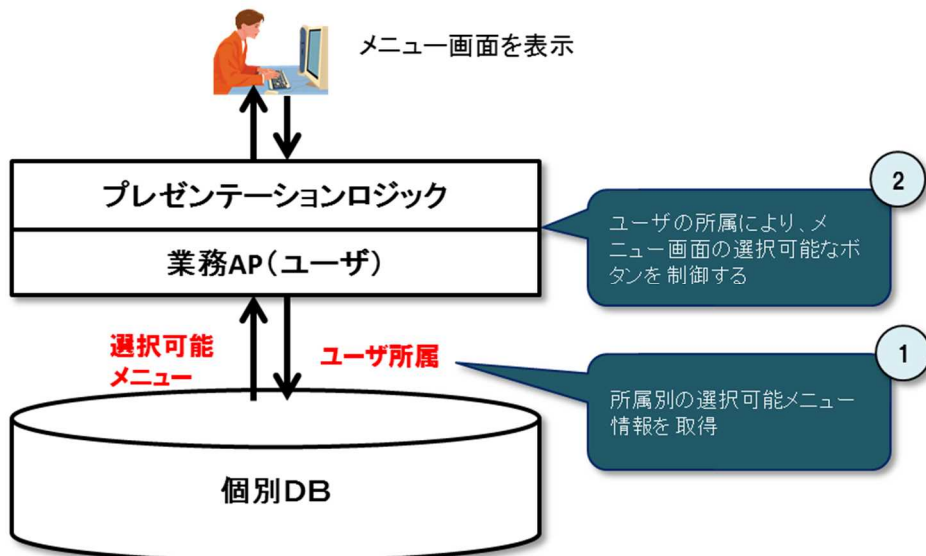 メニュー画面を表示
プレゼンテーションロジック
2
ユーザの所属により、メ
ニュー画面の選択可能なボ
タンを制御する
業務AP(ユーザ)
選択可能
メニュー
ユーザ所属
1
所属別の選択可能メニュー
情報を取得
個別DB